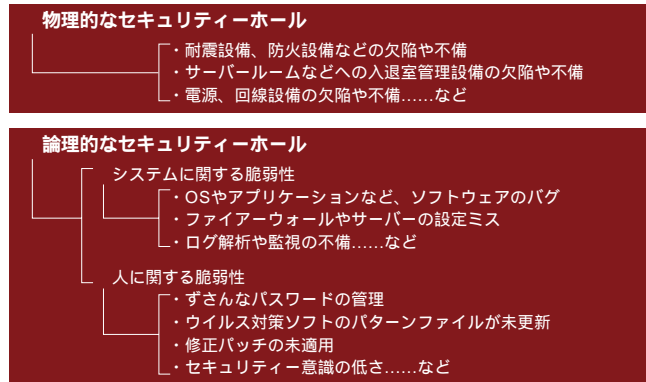 物理的なセキュリティーホール
・耐震設備、防火設備などの欠陥や不備
・サーバールームなどへの入退室管理設備の欠陥や不備
・電源、回線設備の欠陥や不備……など
論理的なセキュリティーホール
システムに関する脆弱性
・OSやアプリケーションなど、ソフトウェアのバグ
・ファイアーウォールやサーバーの設定ミス
・ログ解析や監視の不備……など
人に関する脆弱性
・ずさんなパスワードの管理
・ウイルス対策ソフトのパターンファイルが未更新
・修正パッチの未適用
・セキュリティー意識の低さ……など